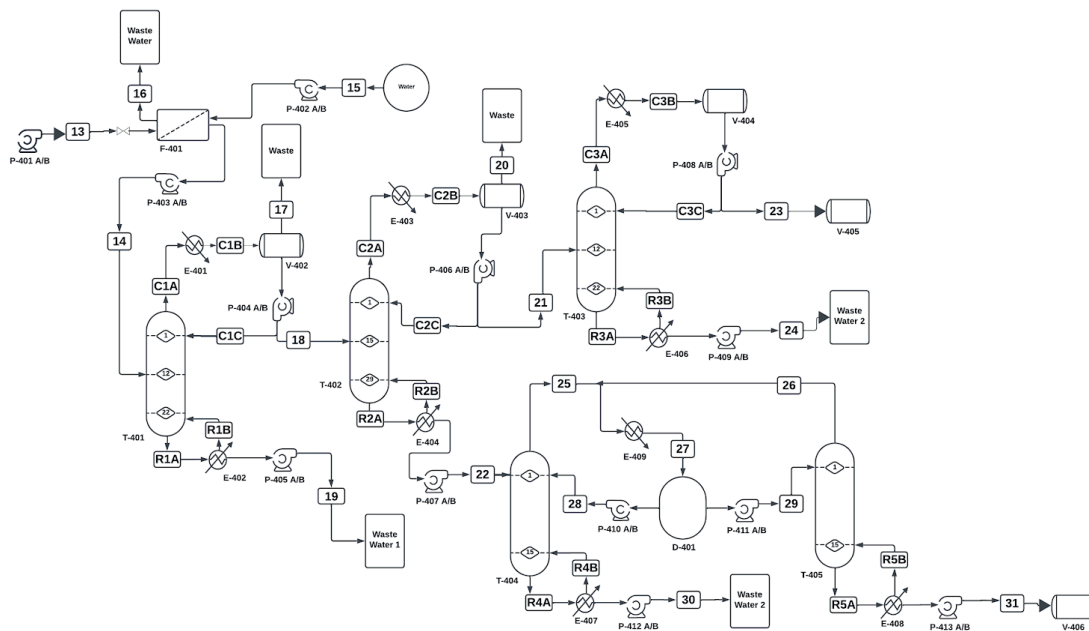 Waste
Water
16
15
Water
P-402 A/B
13
P-401 A/B
F-401
P-403 A/B
14
Waste
17
C1A
E-401
C1B
V-402
P-404 A/B
C1C
18
1
12
22
T-401
R1A
R1B
E-402
P-405 A/B
19
Waste
Water 1
C2A
E-403
C2B
Waste
20
V-403
P-406 A/B
C2C
21
1
15
29
T-402
R2A
R2B
E-404
P-407 A/B
22
C3A
E-405
C3B
V-404
P-408 A/B
C3C
23
V-405
1
12
22
T-403
R3A
R3B
E-406
P-409 A/B
24
Waste
Water 2
25
26
E-409
27
28
P-410 A/B
D-401
P-411 A/B
29
1
15
T-404
R4A
R4B
E-407
P-412 A/B
30
Waste
Water 2
1
15
T-405
R5A
R5B
E-408
P-413 A/B
31
V-406